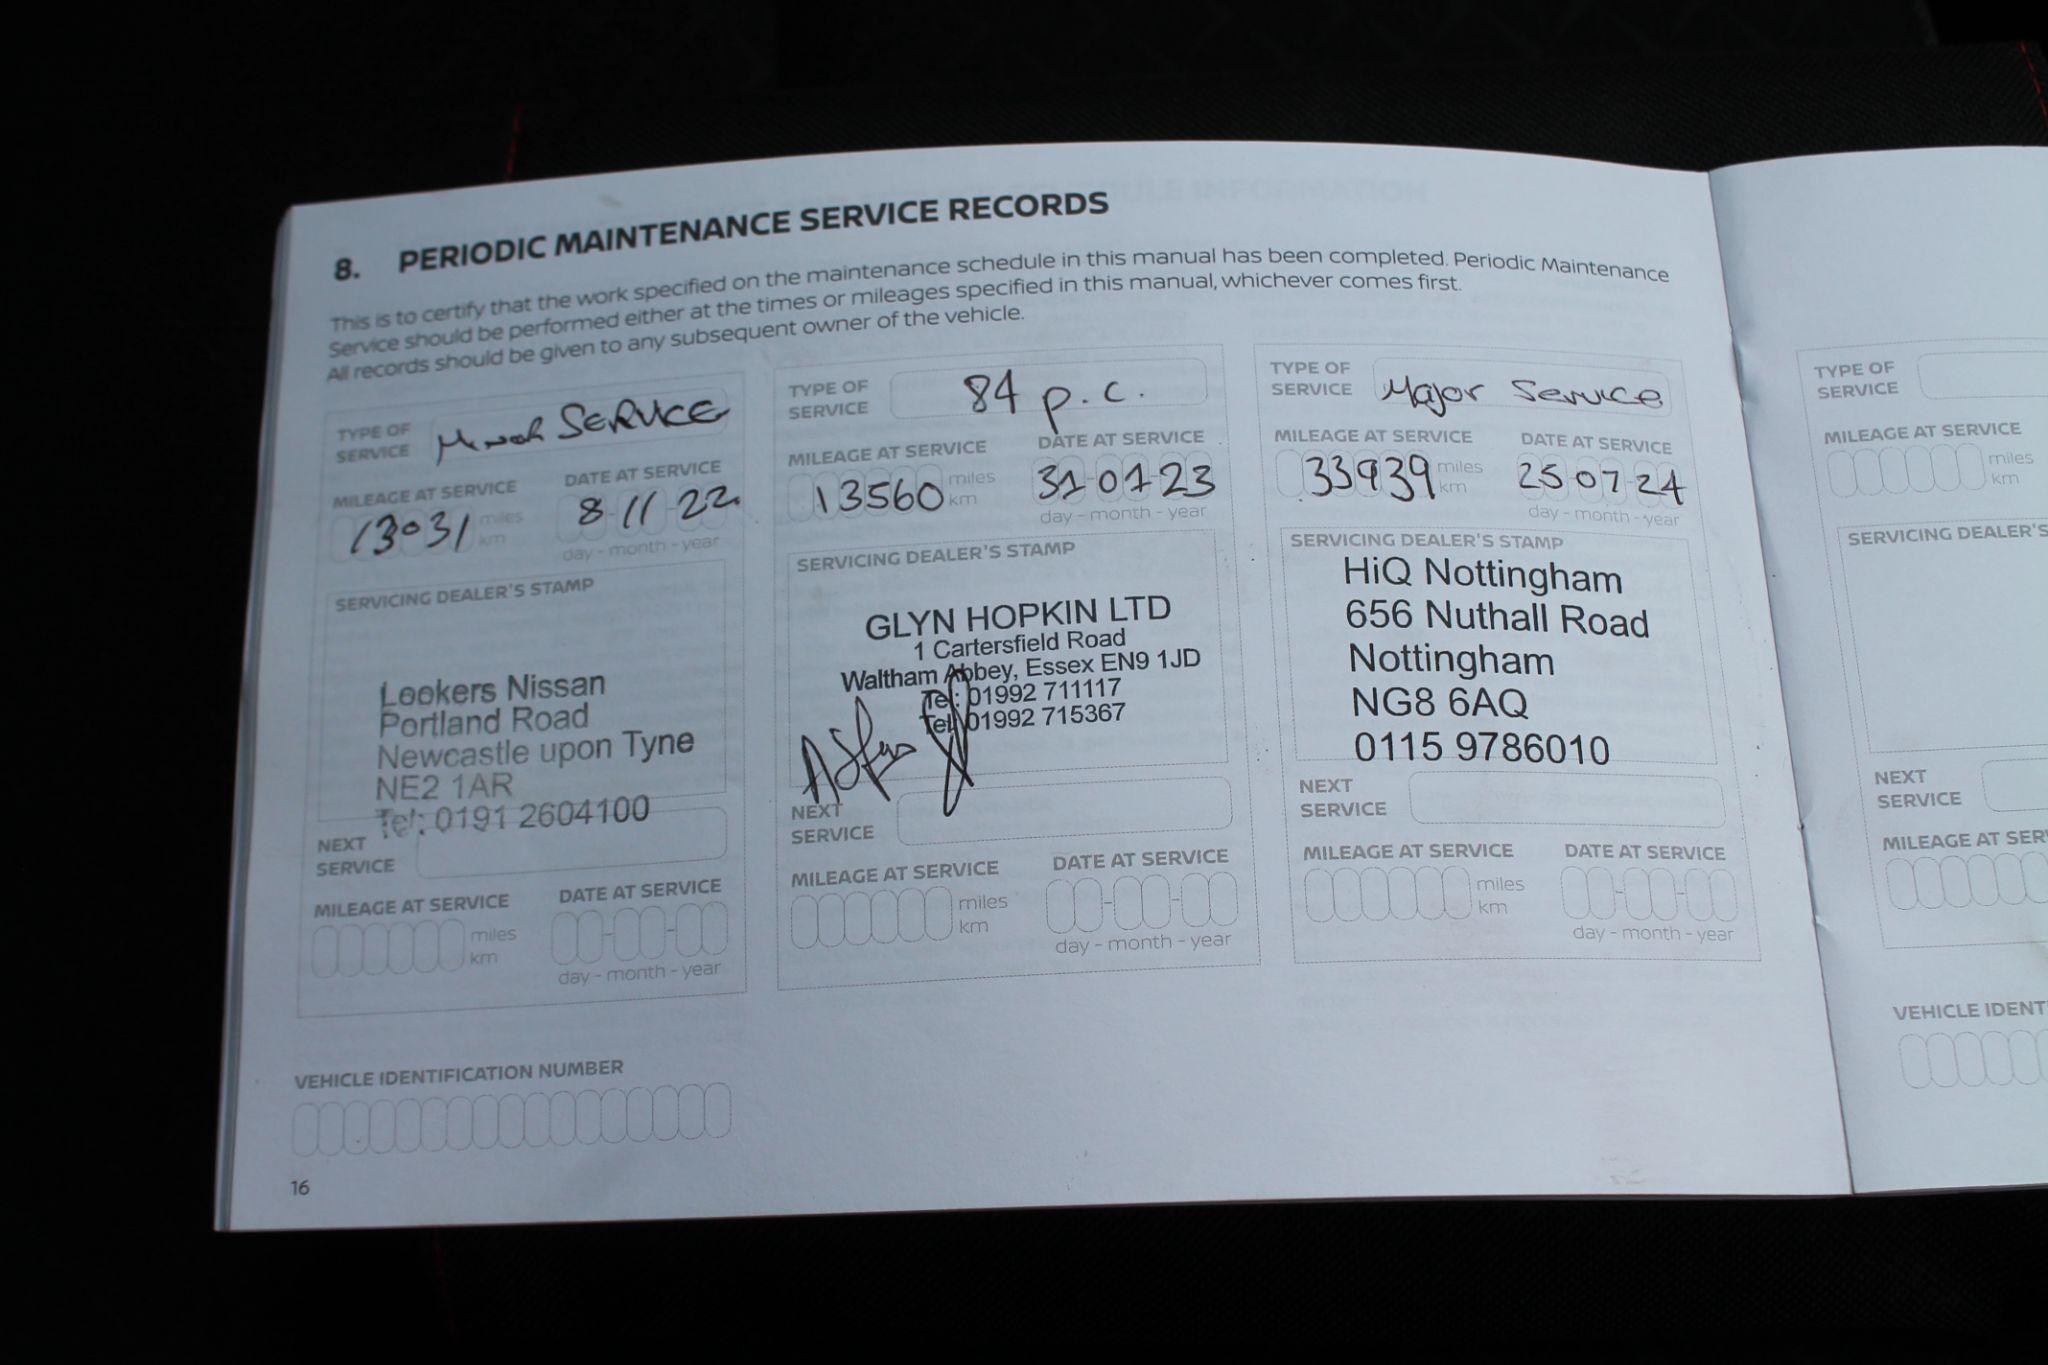 8. PERIODIC MAINTENANCE SERVICE RECORDS
This is to certify that the work specified on the maintenance schedule in this manual has been completed. Periodic Maintenance
Service should be performed either at the times or mileages specified in this manual, whichever comes first.
All records should be given to any subsequent owner of the vehicle.
TYPE OF
SERVICE
Minor SERVICE
MILEAGE AT SERVICE
13031 miles
km
DATE AT SERVICE
8-11-22
day - month - year
SERVICING DEALER'S STAMP
Lookers Nissan
Portland Road
Newcastle upon Tyne
NE2 1AR
Tel: 0191 2604100
NEXT
SERVICE
MILEAGE AT SERVICE
miles
km
DATE AT SERVICE
day - month - year
TYPE OF
SERVICE
84 p.c.
MILEAGE AT SERVICE
13560 miles
km
DATE AT SERVICE
31-01-23
day - month - year
SERVICING DEALER'S STAMP
GLYN HOPKIN LTD
1 Cartersfield Road
Waltham Abbey, Essex EN9 1JD
Tel: 01992 711117
Tel: 01992 715367
NEXT
SERVICE
MILEAGE AT SERVICE
miles
km
DATE AT SERVICE
day - month - year
TYPE OF
SERVICE
Major Service
MILEAGE AT SERVICE
33939 miles
km
DATE AT SERVICE
25-07-24
day - month - year
SERVICING DEALER'S STAMP
HiQ Nottingham
656 Nuthall Road
Nottingham
NG8 6AQ
0115 9786010
NEXT
SERVICE
MILEAGE AT SERVICE
miles
km
DATE AT SERVICE
day - month - year
VEHICLE IDENTIFICATION NUMBER
16
TYPE OF
SERVICE
MILEAGE AT SERVICE
miles
km
SERVICING DEALER'S
NEXT
SERVICE
MILEAGE AT SER
VEHICLE IDENT